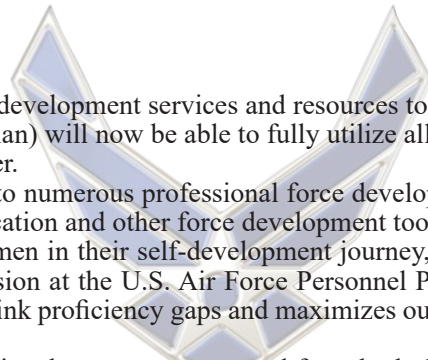 development services and resources to
an) will now be able to fully utilize all
er.
to numerous professional force develop
cation and other force development too
men in their self-development journey,
sion at the U.S. Air Force Personnel P
ink proficiency gaps and maximizes ou